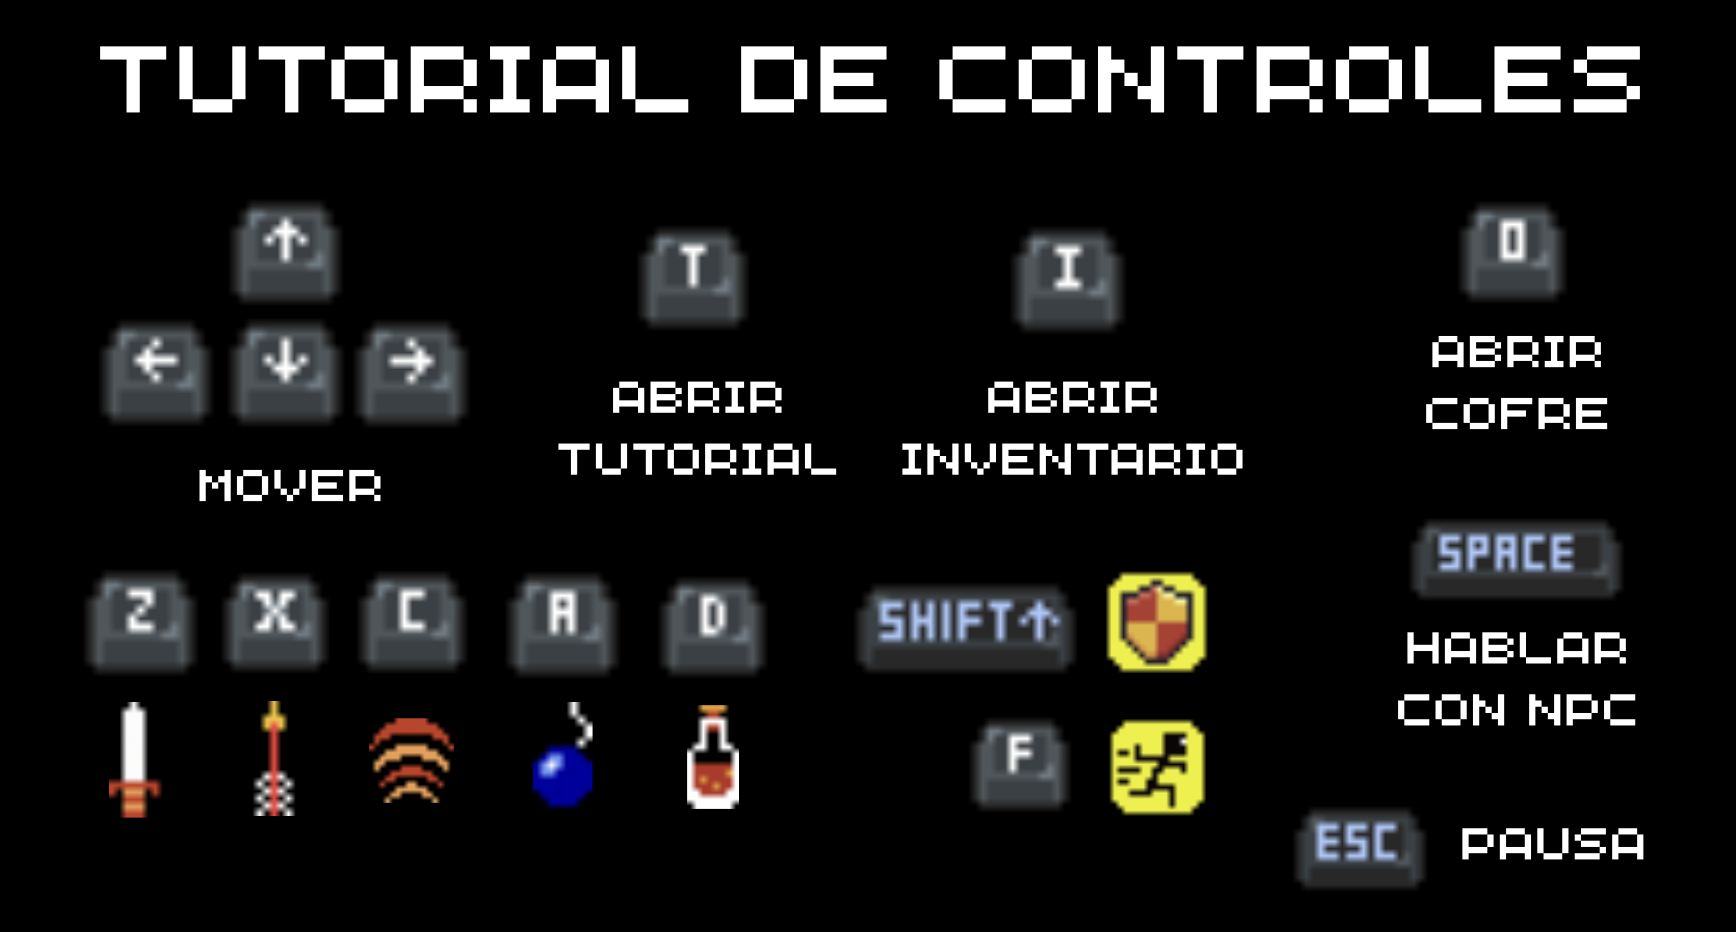 TUTORIAL DE CONTROLES
↑
← ↓ →
MOVER
T
ABRIR
TUTORIAL
I
ABRIR
INVENTARIO
O
ABRIR
COFRE
Z X C A D
SHIFT↑
F
SPACE
HABLAR
CON NPC
ESC PAUSA